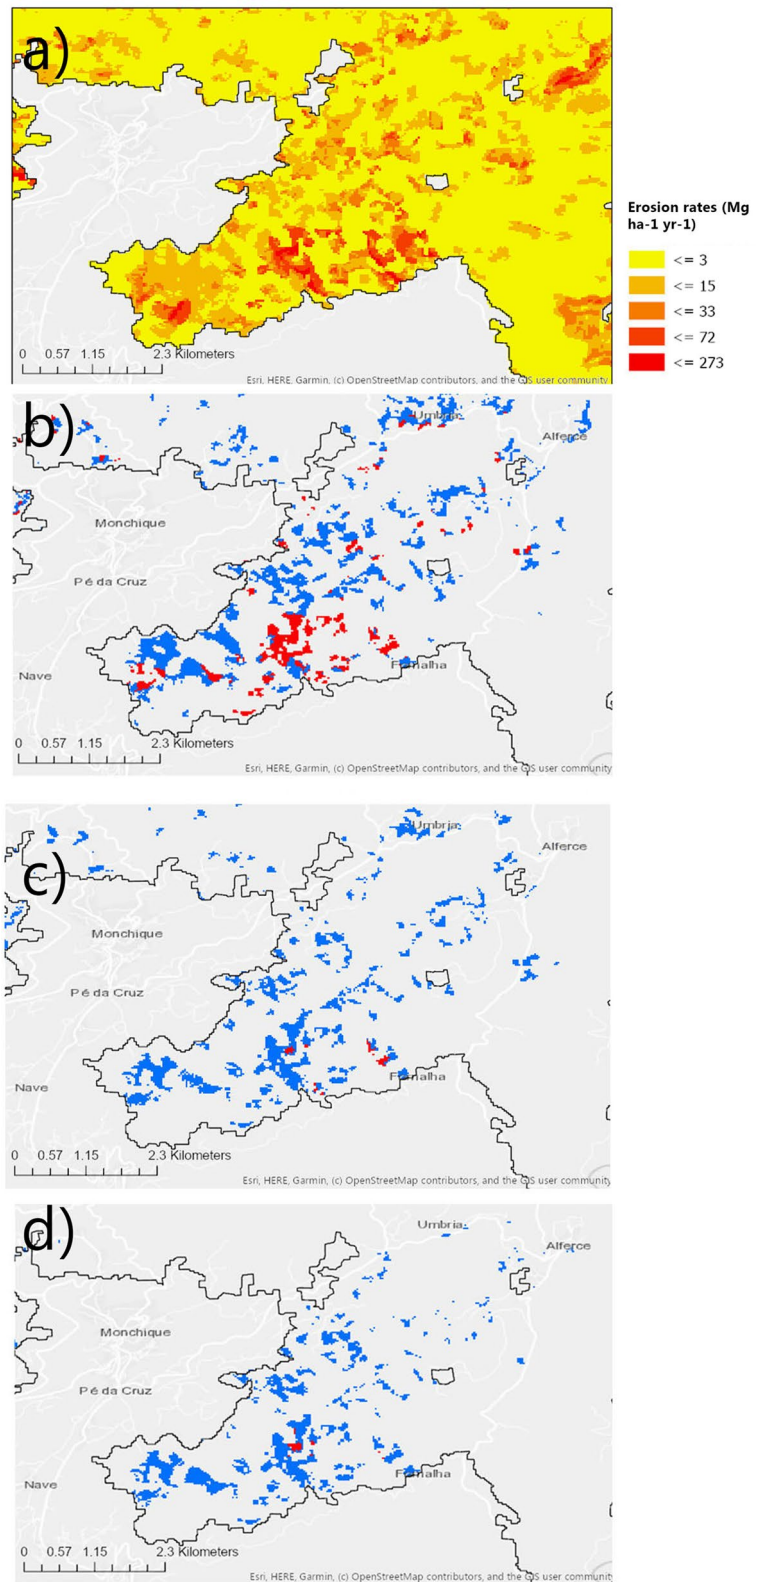 a)
Erosion rates (Mg
ha-1 yr-1)
<= 3
<= 15
<= 33
<= 72
<= 273
0 0.57 1.15 2.3 Kilometers
Esri, HERE, Garmin, (c) OpenStreetMap contributors, and the GIS user community
b)
Umbria
Alferce
Monchique
Pé da Cruz
Nave
Fornalha
0 0.57 1.15 2.3 Kilometers
Esri, HERE, Garmin, (c) OpenStreetMap contributors, and the GIS user community
c)
Umbria
Alferce
Monchique
Pé da Cruz
Nave
Fornalha
0 0.57 1.15 2.3 Kilometers
Esri, HERE, Garmin, (c) OpenStreetMap contributors, and the GIS user community
d)
Umbria
Alferce
Monchique
Pé da Cruz
Nave
Fornalha
0 0.57 1.15 2.3 Kilometers
Esri, HERE, Garmin, (c) OpenStreetMap contributors, and the GIS user community